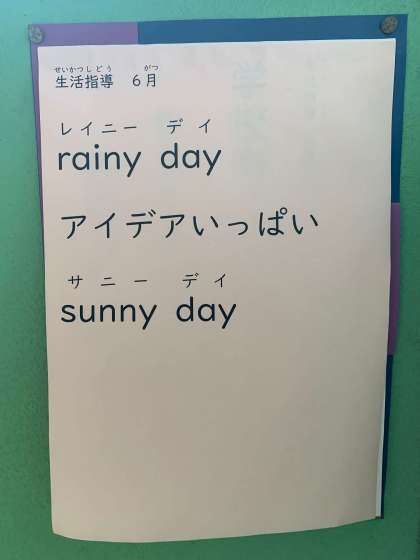 せいかつしどう がつ
生活指導 6月
レイニー デイ
rainy day
アイデアいっぱい
サニー デイ
sunny day